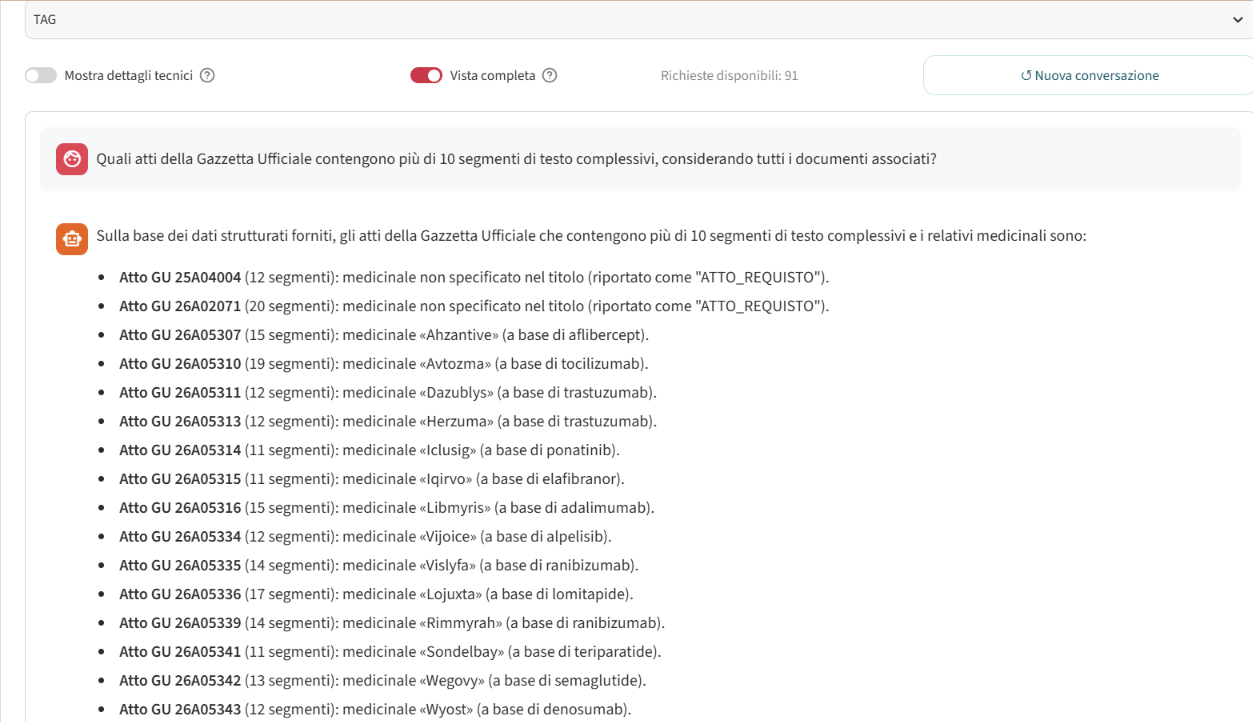 TAG
Mostra dettagli tecnici
Vista completa
Richieste disponibili: 91
↺ Nuova conversazione
Quali atti della Gazzetta Ufficiale contengono più di 10 segmenti di testo complessivi, considerando tutti i documenti associati?
Sulla base dei dati strutturati forniti, gli atti della Gazzetta Ufficiale che contengono più di 10 segmenti di testo complessivi e i relativi medicinali sono:
• Atto GU 25A04004 (12 segmenti): medicinale non specificato nel titolo (riportato come "ATTO_REQUISTO").
• Atto GU 26A02071 (20 segmenti): medicinale non specificato nel titolo (riportato come "ATTO_REQUISTO").
• Atto GU 26A05307 (15 segmenti): medicinale «Ahzantive» (a base di aflibercept).
• Atto GU 26A05310 (19 segmenti): medicinale «Avtozma» (a base di tocilizumab).
• Atto GU 26A05311 (12 segmenti): medicinale «Dazublys» (a base di trastuzumab).
• Atto GU 26A05313 (12 segmenti): medicinale «Herzuma» (a base di trastuzumab).
• Atto GU 26A05314 (11 segmenti): medicinale «Iclusig» (a base di ponatinib).
• Atto GU 26A05315 (11 segmenti): medicinale «Iqirvo» (a base di elafibranor).
• Atto GU 26A05316 (15 segmenti): medicinale «Libmyris» (a base di adalimumab).
• Atto GU 26A05334 (12 segmenti): medicinale «Vijoice» (a base di alpelisib).
• Atto GU 26A05335 (14 segmenti): medicinale «Vislyfa» (a base di ranibizumab).
• Atto GU 26A05336 (17 segmenti): medicinale «Lojuxta» (a base di lomitapide).
• Atto GU 26A05339 (14 segmenti): medicinale «Rimmyrah» (a base di ranibizumab).
• Atto GU 26A05341 (11 segmenti): medicinale «Sondelbay» (a base di teriparatide).
• Atto GU 26A05342 (13 segmenti): medicinale «Wegovy» (a base di semaglutide).
• Atto GU 26A05343 (12 segmenti): medicinale «Wyost» (a base di denosumab).